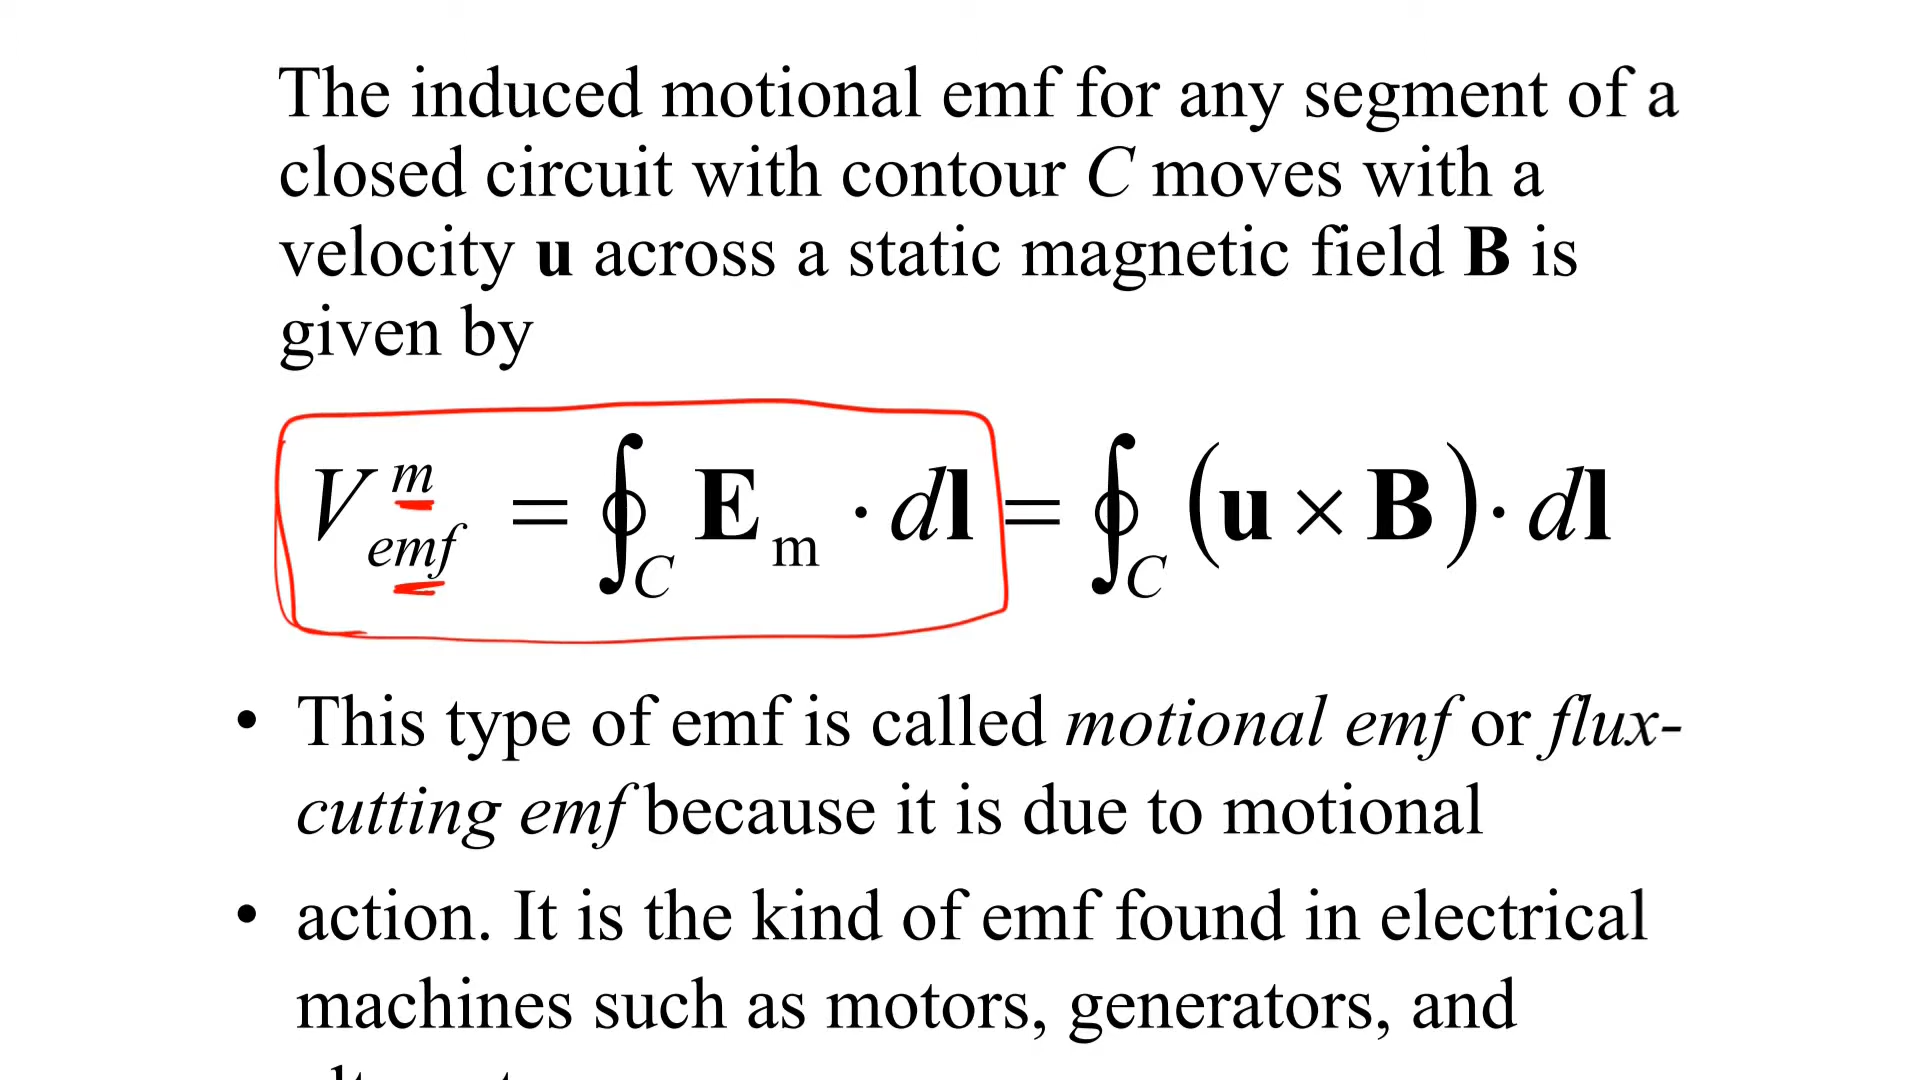 The induced motional emf for any segment of a
closed circuit with contour C moves with a
velocity u across a static magnetic field B is
given by
V^m_emf = ∮_C E_m · dl = ∮_C (u × B) · dl
• This type of emf is called motional emf or flux-
cutting emf because it is due to motional
• action. It is the kind of emf found in electrical
machines such as motors, generators, and